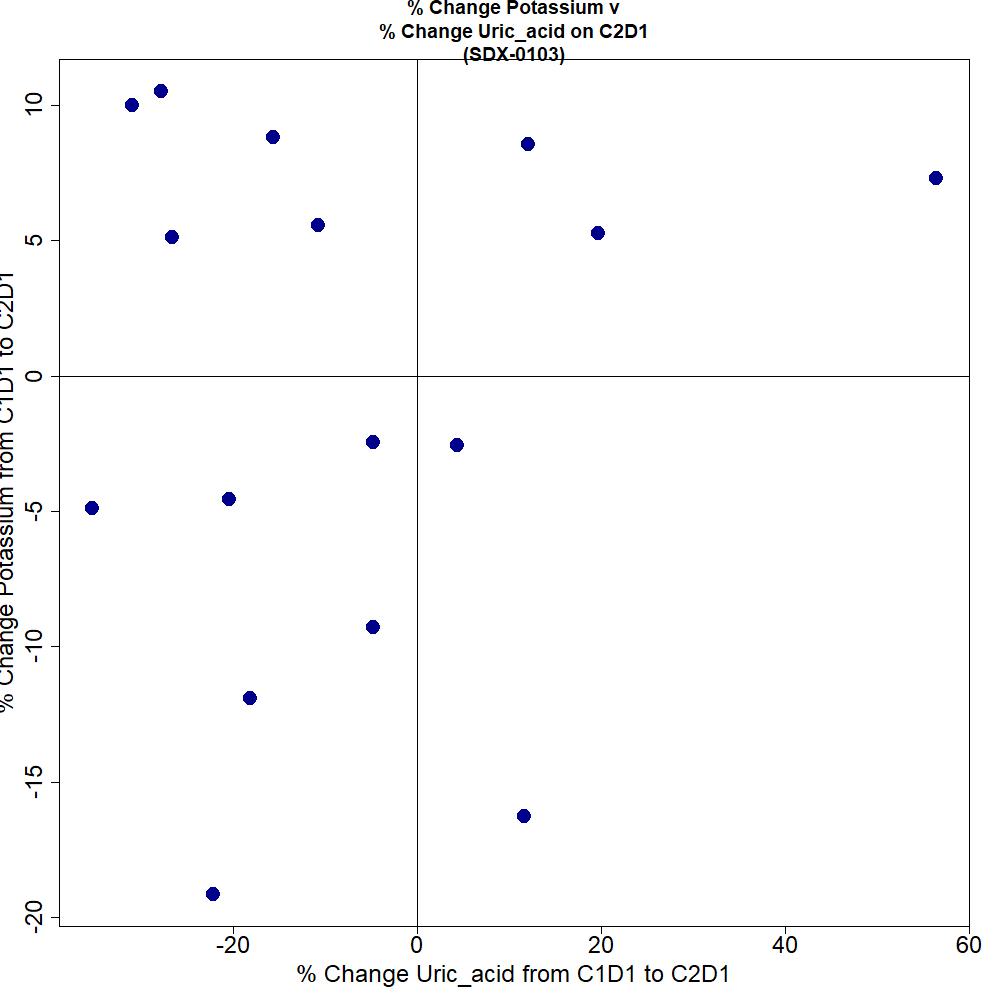 % Change Potassium v
% Change Uric_acid on C2D1
(SDX-0103)
% Change Potassium from C1D1 to C2D1
10
5
0
-5
-10
-15
-20
-20 0 20 40 60
% Change Uric_acid from C1D1 to C2D1